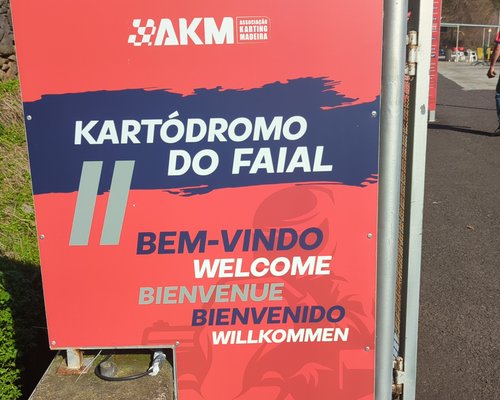 AKM
ASSOCIAÇÃO
KARTING
MADEIRA
KARTÓDROMO
DO FAIAL
BEM-VINDO
WELCOME
BIENVENUE
BIENVENIDO
WILLKOMMEN